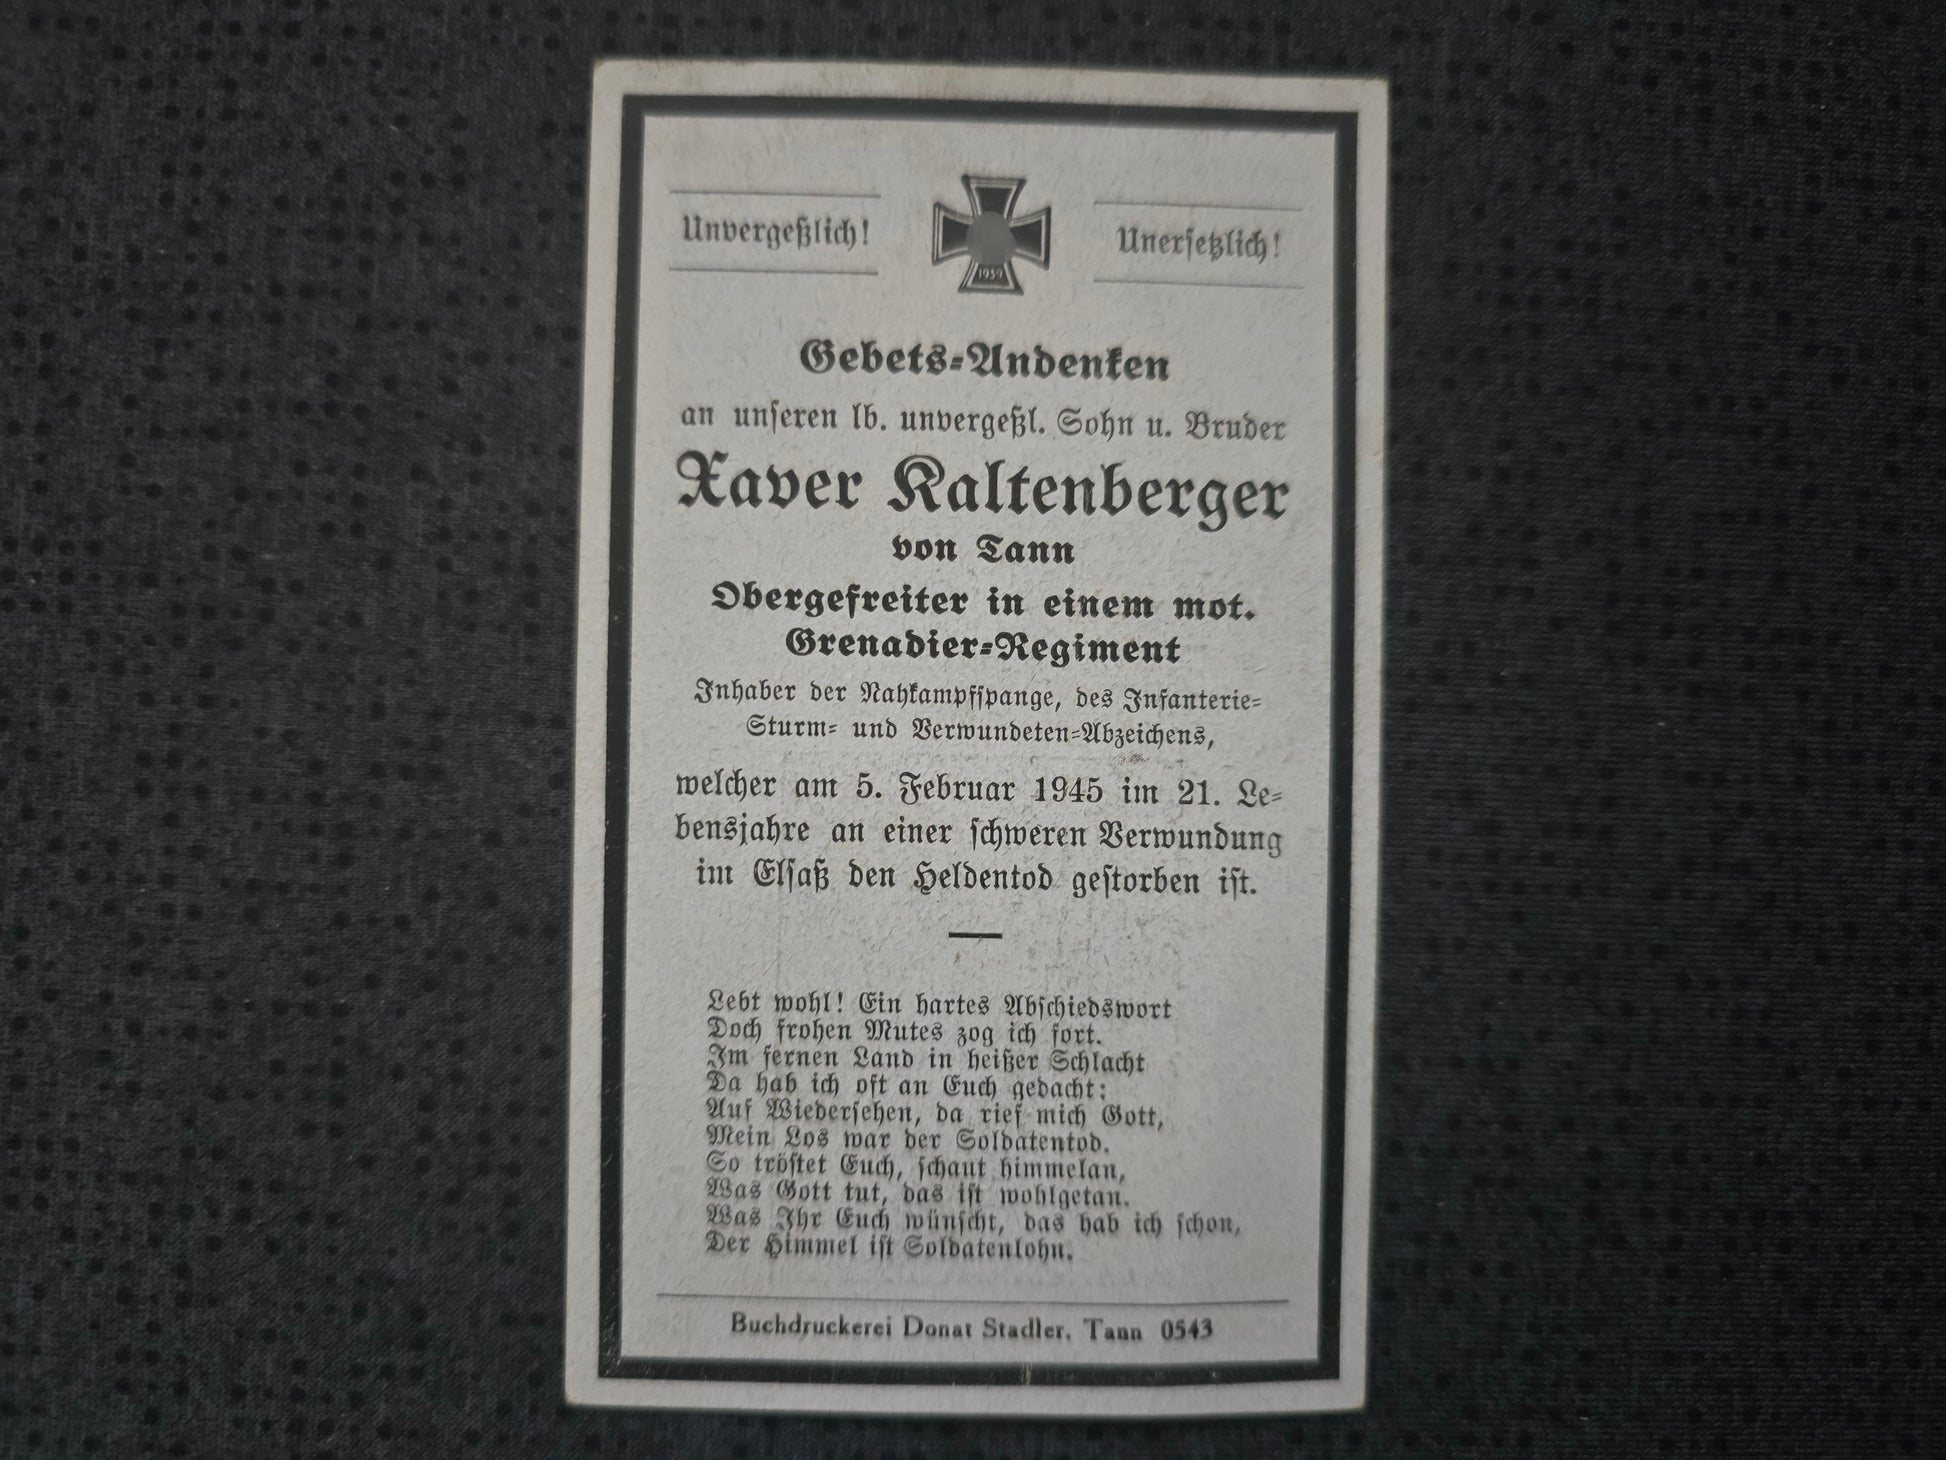 Unvergeßlich!
1939
Unersetzlich!
Gebets-Andenken
an unseren lb. unvergeßl. Sohn u. Bruder
Xaver Kaltenberger
von Tann
Obergefreiter in einem mot.
Grenadier-Regiment
Inhaber der Nahkampfspange, des Infanterie-
Sturm- und Verwundeten-Abzeichens,
welcher am 5. Februar 1945 im 21. Le-
bensjahre an einer schweren Verwundung
im Elsaß den Heldentod gestorben ist.
Lebt wohl! Ein hartes Abschiedswort
Doch frohen Mutes zog ich fort.
Im fernen Land in heißer Schlacht
Da hab ich oft an Euch gedacht:
Auf Wiedersehen, da rief mich Gott,
Mein Los war der Soldatentod.
So tröstet Euch, schaut himmelan,
Was Gott tut, das ist wohlgetan.
Was Ihr Euch wünscht, das hab ich schon,
Der Himmel ist Soldatenlohn.
Buchdruckerei Donat Stadler, Tann 0543